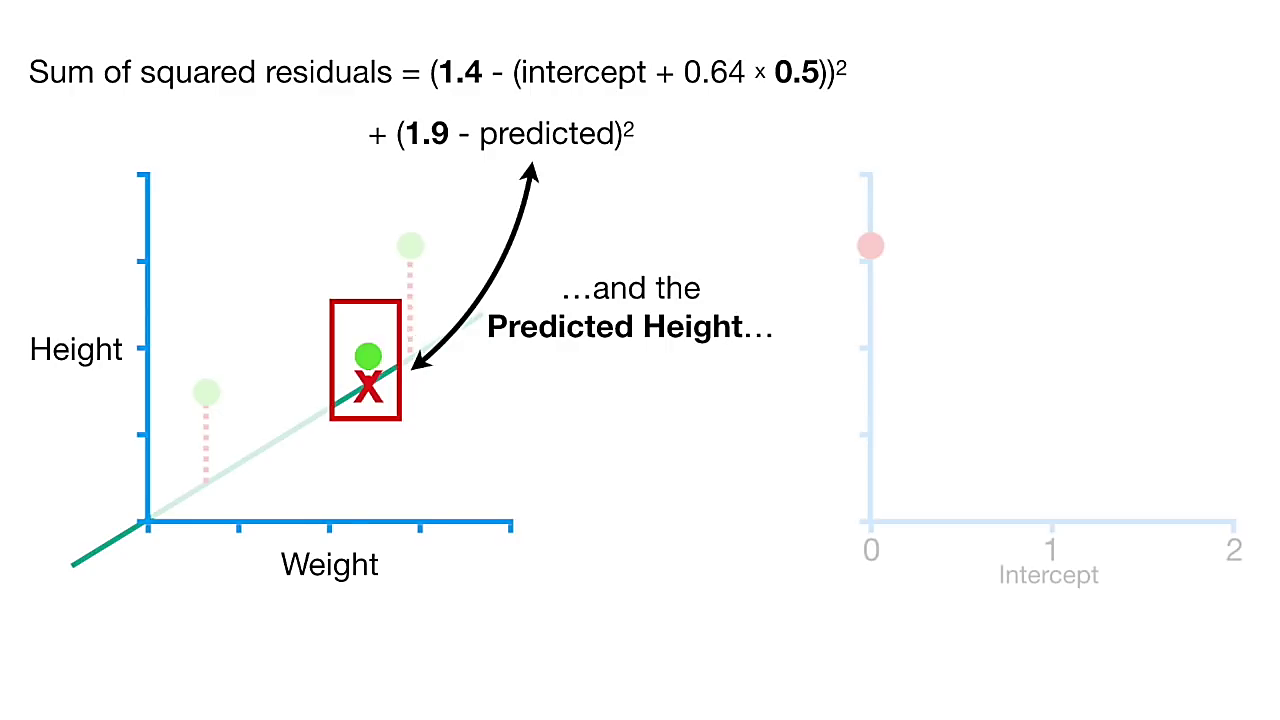 Sum of squared residuals = (1.4 - (intercept + 0.64 x 0.5))²
+ (1.9 - predicted)²
...and the
Predicted Height...
Height
X
Weight
0 1 2
Intercept